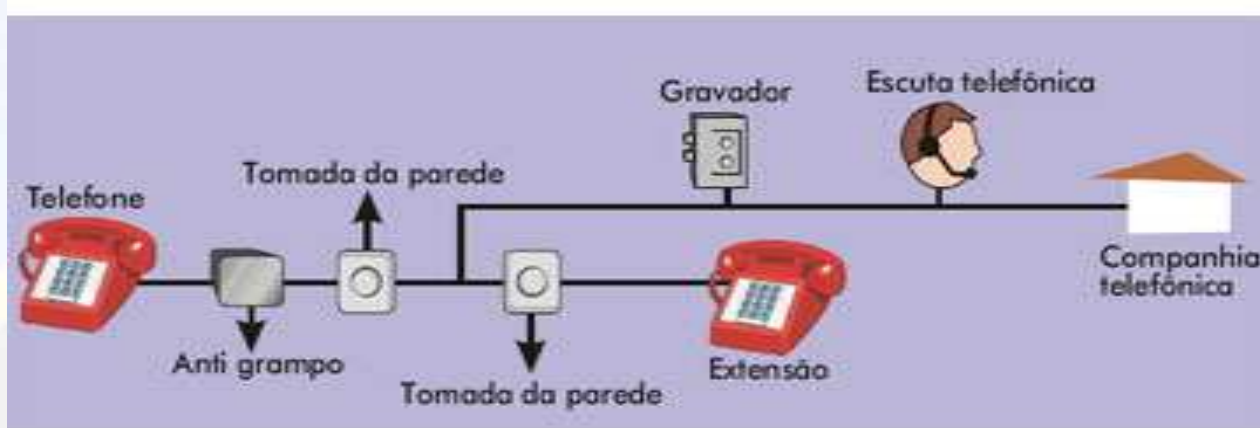 Gravador
Escuta telefônica
Tomada da parede
Telefone
Companhia
telefônica
Anti grampo
Extensão
Tomada da parede